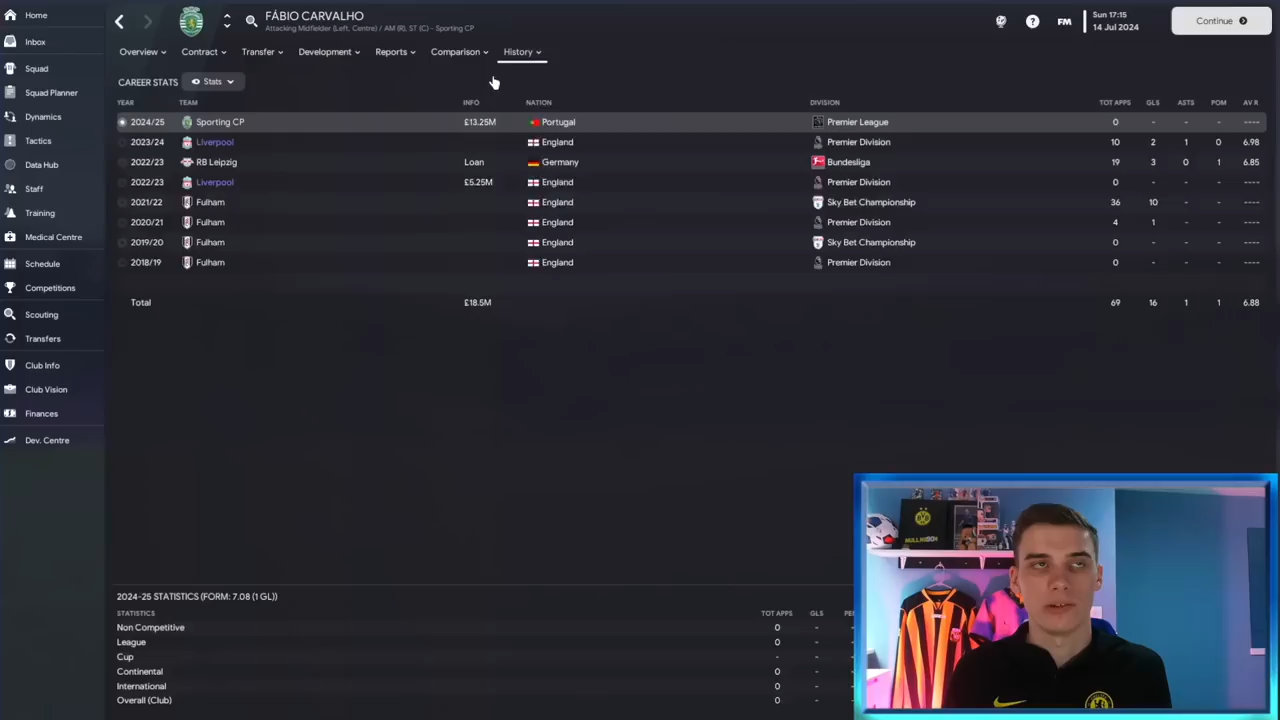 Home
Inbox
Squad
Squad Planner
Dynamics
Tactics
Data Hub
Staff
Training
Medical Centre
Schedule
Competitions
Scouting
Transfers
Club Info
Club Vision
Finances
Dev. Centre
FÁBIO CARVALHO
Attacking Midfielder (Left, Centre) / AM (R), ST (C) - Sporting CP
? FM Sun 17:15
14 Jul 2024
Continue
Overview Contract Transfer Development Reports Comparison History
CAREER STATS Stats
YEAR TEAM INFO NATION DIVISION TOT APPS GLS ASTS POM AV R
2024/25 Sporting CP £13.25M Portugal Premier League 0 - - - ----
2023/24 Liverpool England Premier Division 10 2 1 0 6.98
2022/23 RB Leipzig Loan Germany Bundesliga 19 3 0 1 6.85
2022/23 Liverpool £5.25M England Premier Division 0 - - - ----
2021/22 Fulham England Sky Bet Championship 36 10 - - ----
2020/21 Fulham England Premier Division 4 1 - - ----
2019/20 Fulham England Sky Bet Championship 0 - - - ----
2018/19 Fulham England Premier Division 0 - - - ----
Total £18.5M 69 16 1 1 6.88
2024-25 STATISTICS (FORM: 7.08 (1 GL))
STATISTICS TOT APPS GLS
Non Competitive 0 -
League 0 -
Cup - -
Continental 0 -
International 0 -
Overall (Club) 0 -